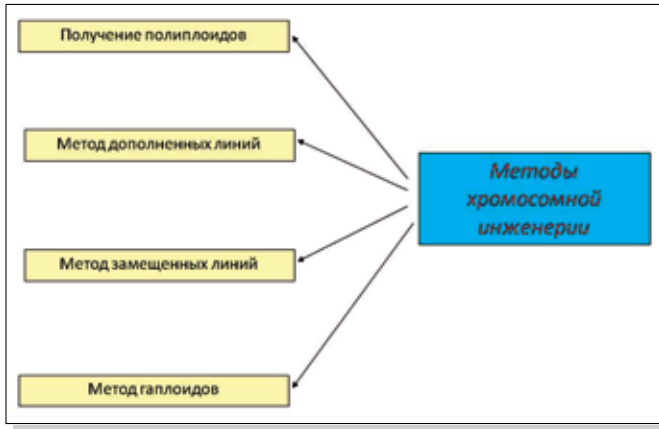 Получение полиплоидов
Метод дополненных линий
Методы
хромосомной
инженерии
Метод замещенных линий
Метод гаплоидов